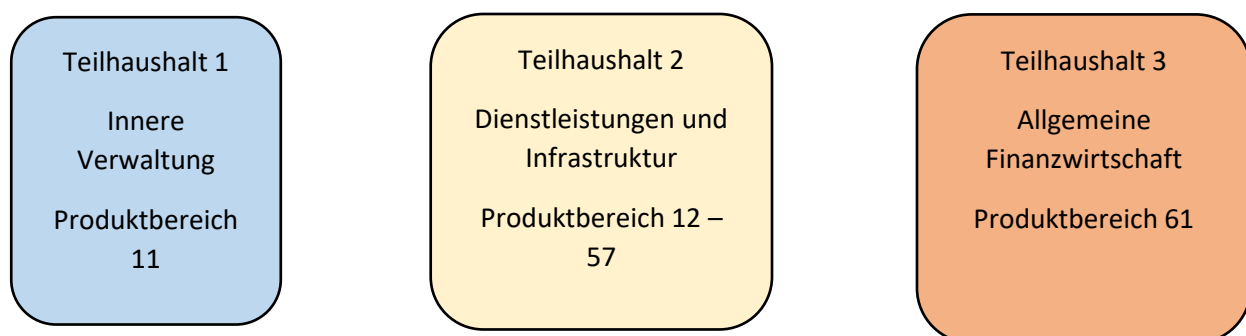 Teilhaushalt 1
Innere
Verwaltung
Produktbereich
11
Teilhaushalt 2
Dienstleistungen und
Infrastruktur
Produktbereich 12 –
57
Teilhaushalt 3
Allgemeine
Finanzwirtschaft
Produktbereich 61